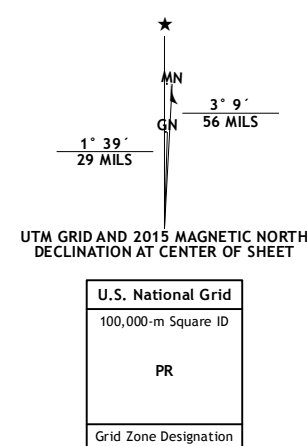 ★
MN
3° 9´
56 MILS
GN
1° 39´
29 MILS
UTM GRID AND 2015 MAGNETIC NORTH
DECLINATION AT CENTER OF SHEET
U.S. National Grid
100,000-m Square ID
PR
Grid Zone Designation